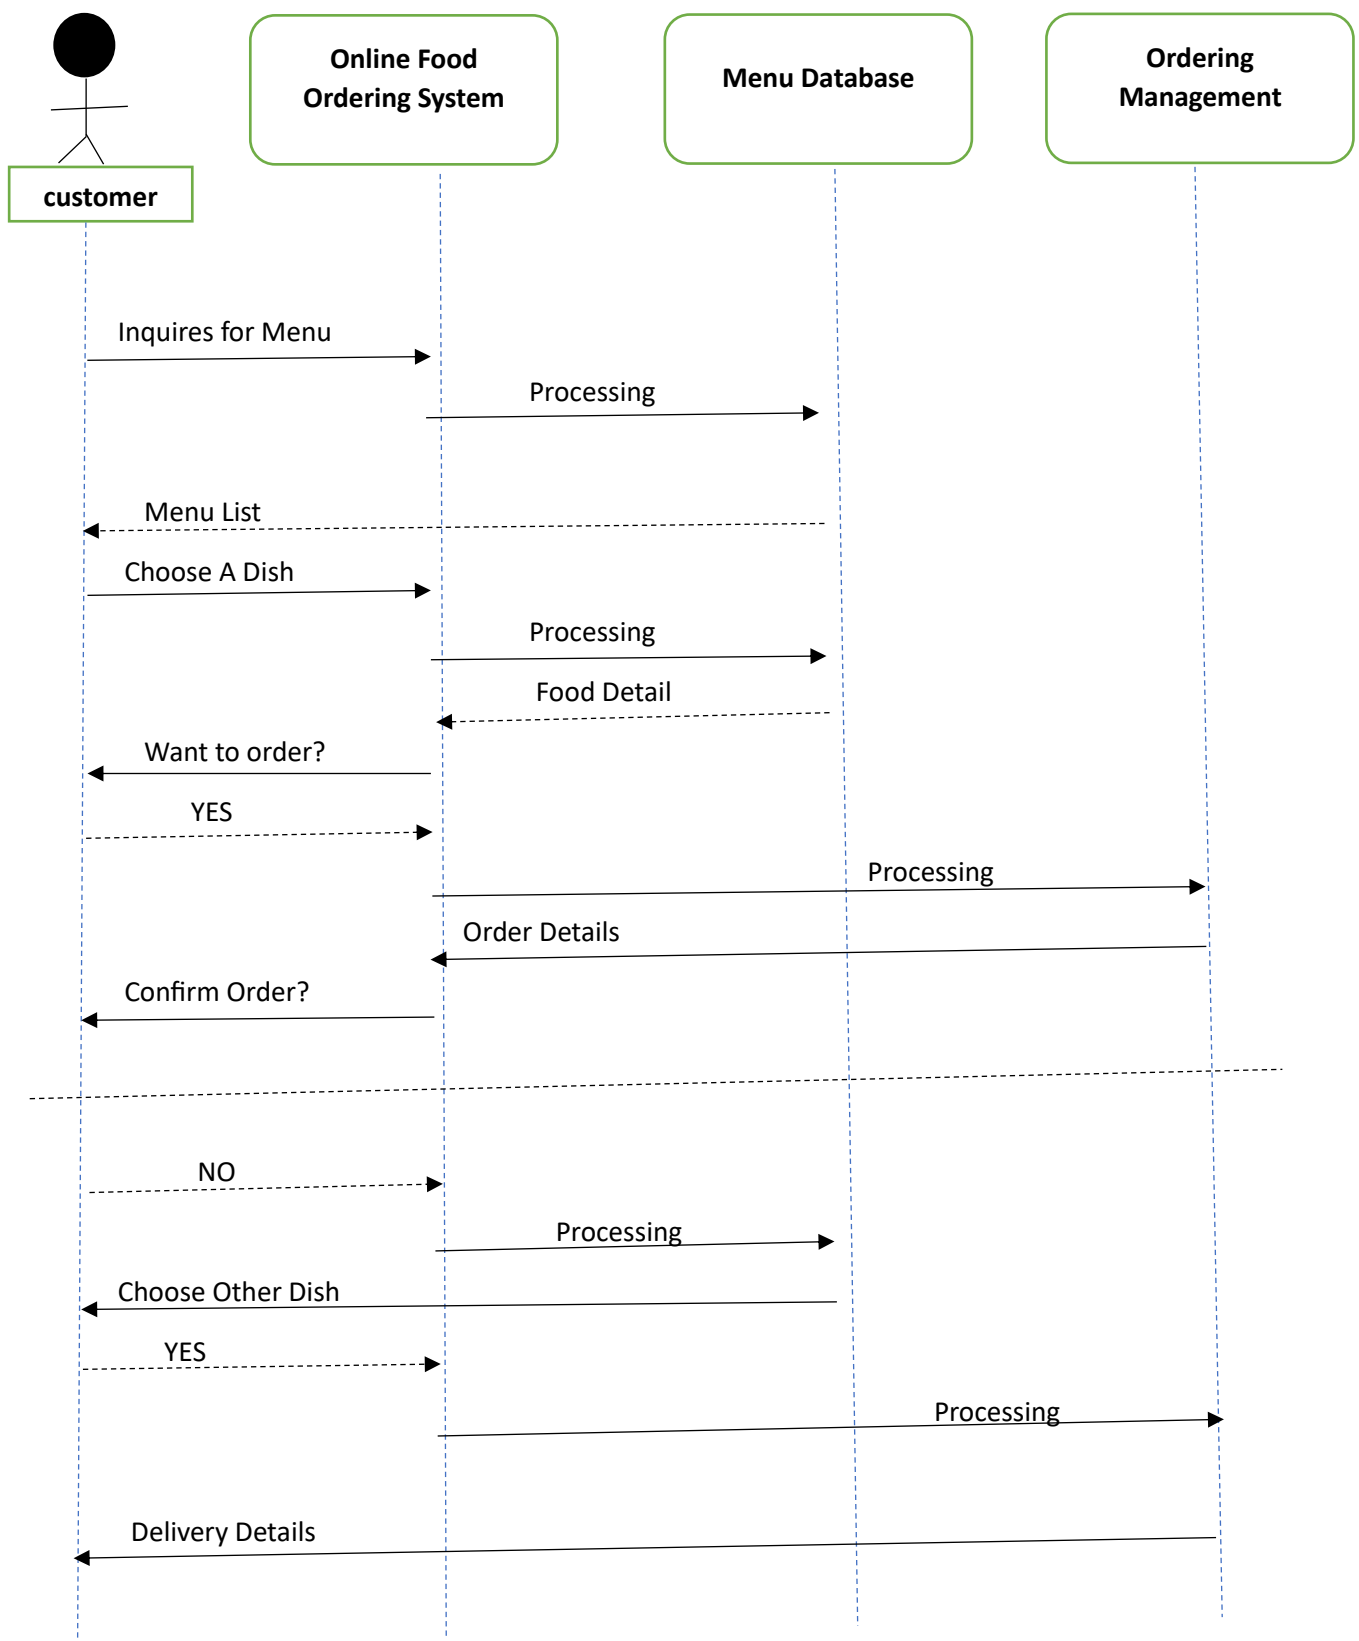 Online Food
Ordering System
Menu Database
Ordering
Management
customer
Inquires for Menu
Processing
Menu List
Choose A Dish
Processing
Food Detail
Want to order?
YES
Processing
Order Details
Confirm Order?
NO
Processing
Choose Other Dish
YES
Processing
Delivery Details